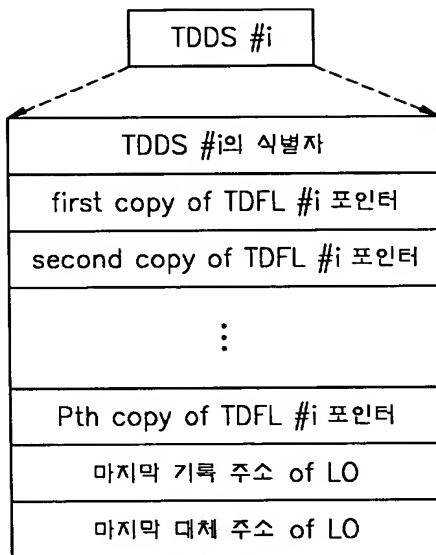 TDDS #i
TDDS #i의 식별자
first copy of TDFL #i 포인터
second copy of TDFL #i 포인터
⋮
Pth copy of TDFL #i 포인터
마지막 기록 주소 of LO
마지막 대체 주소 of LO